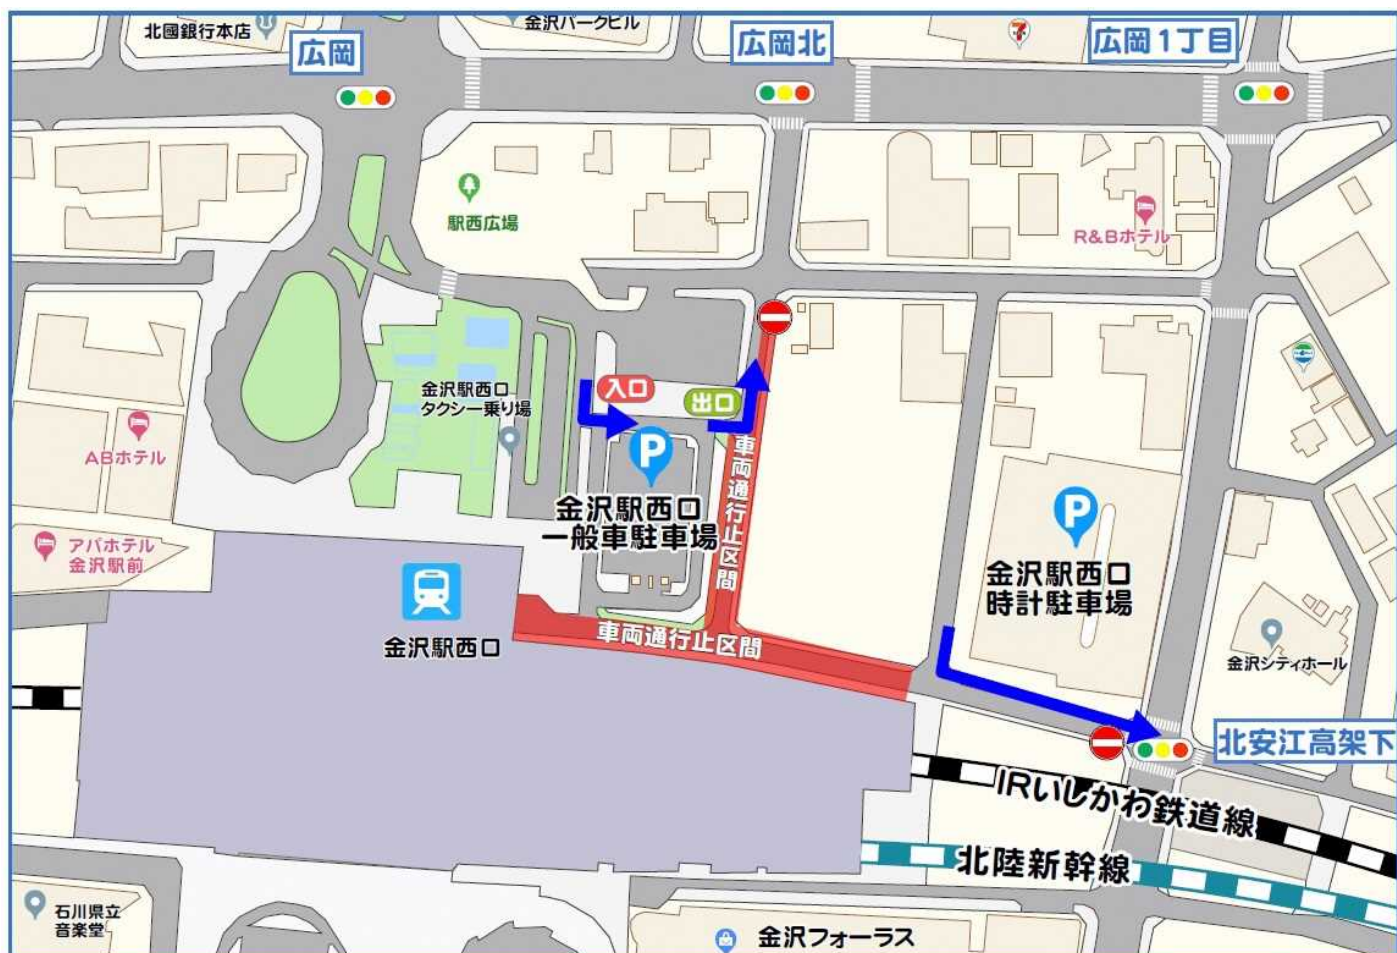 北國銀行本店
広岡
金沢パークビル
広岡北
7
広岡1丁目
駅西広場
R&Bホテル
金沢駅西口
タクシー乗り場
入口
出口
ABホテル
P
金沢駅西口
一般車駐車場
車両通行止区間
P
金沢駅西口
時計駐車場
アパホテル
金沢駅前
金沢駅西口
車両通行止区間
金沢シティホール
北安江高架下
IRいしかわ鉄道線
北陸新幹線
石川県立
音楽堂
金沢フォーラス